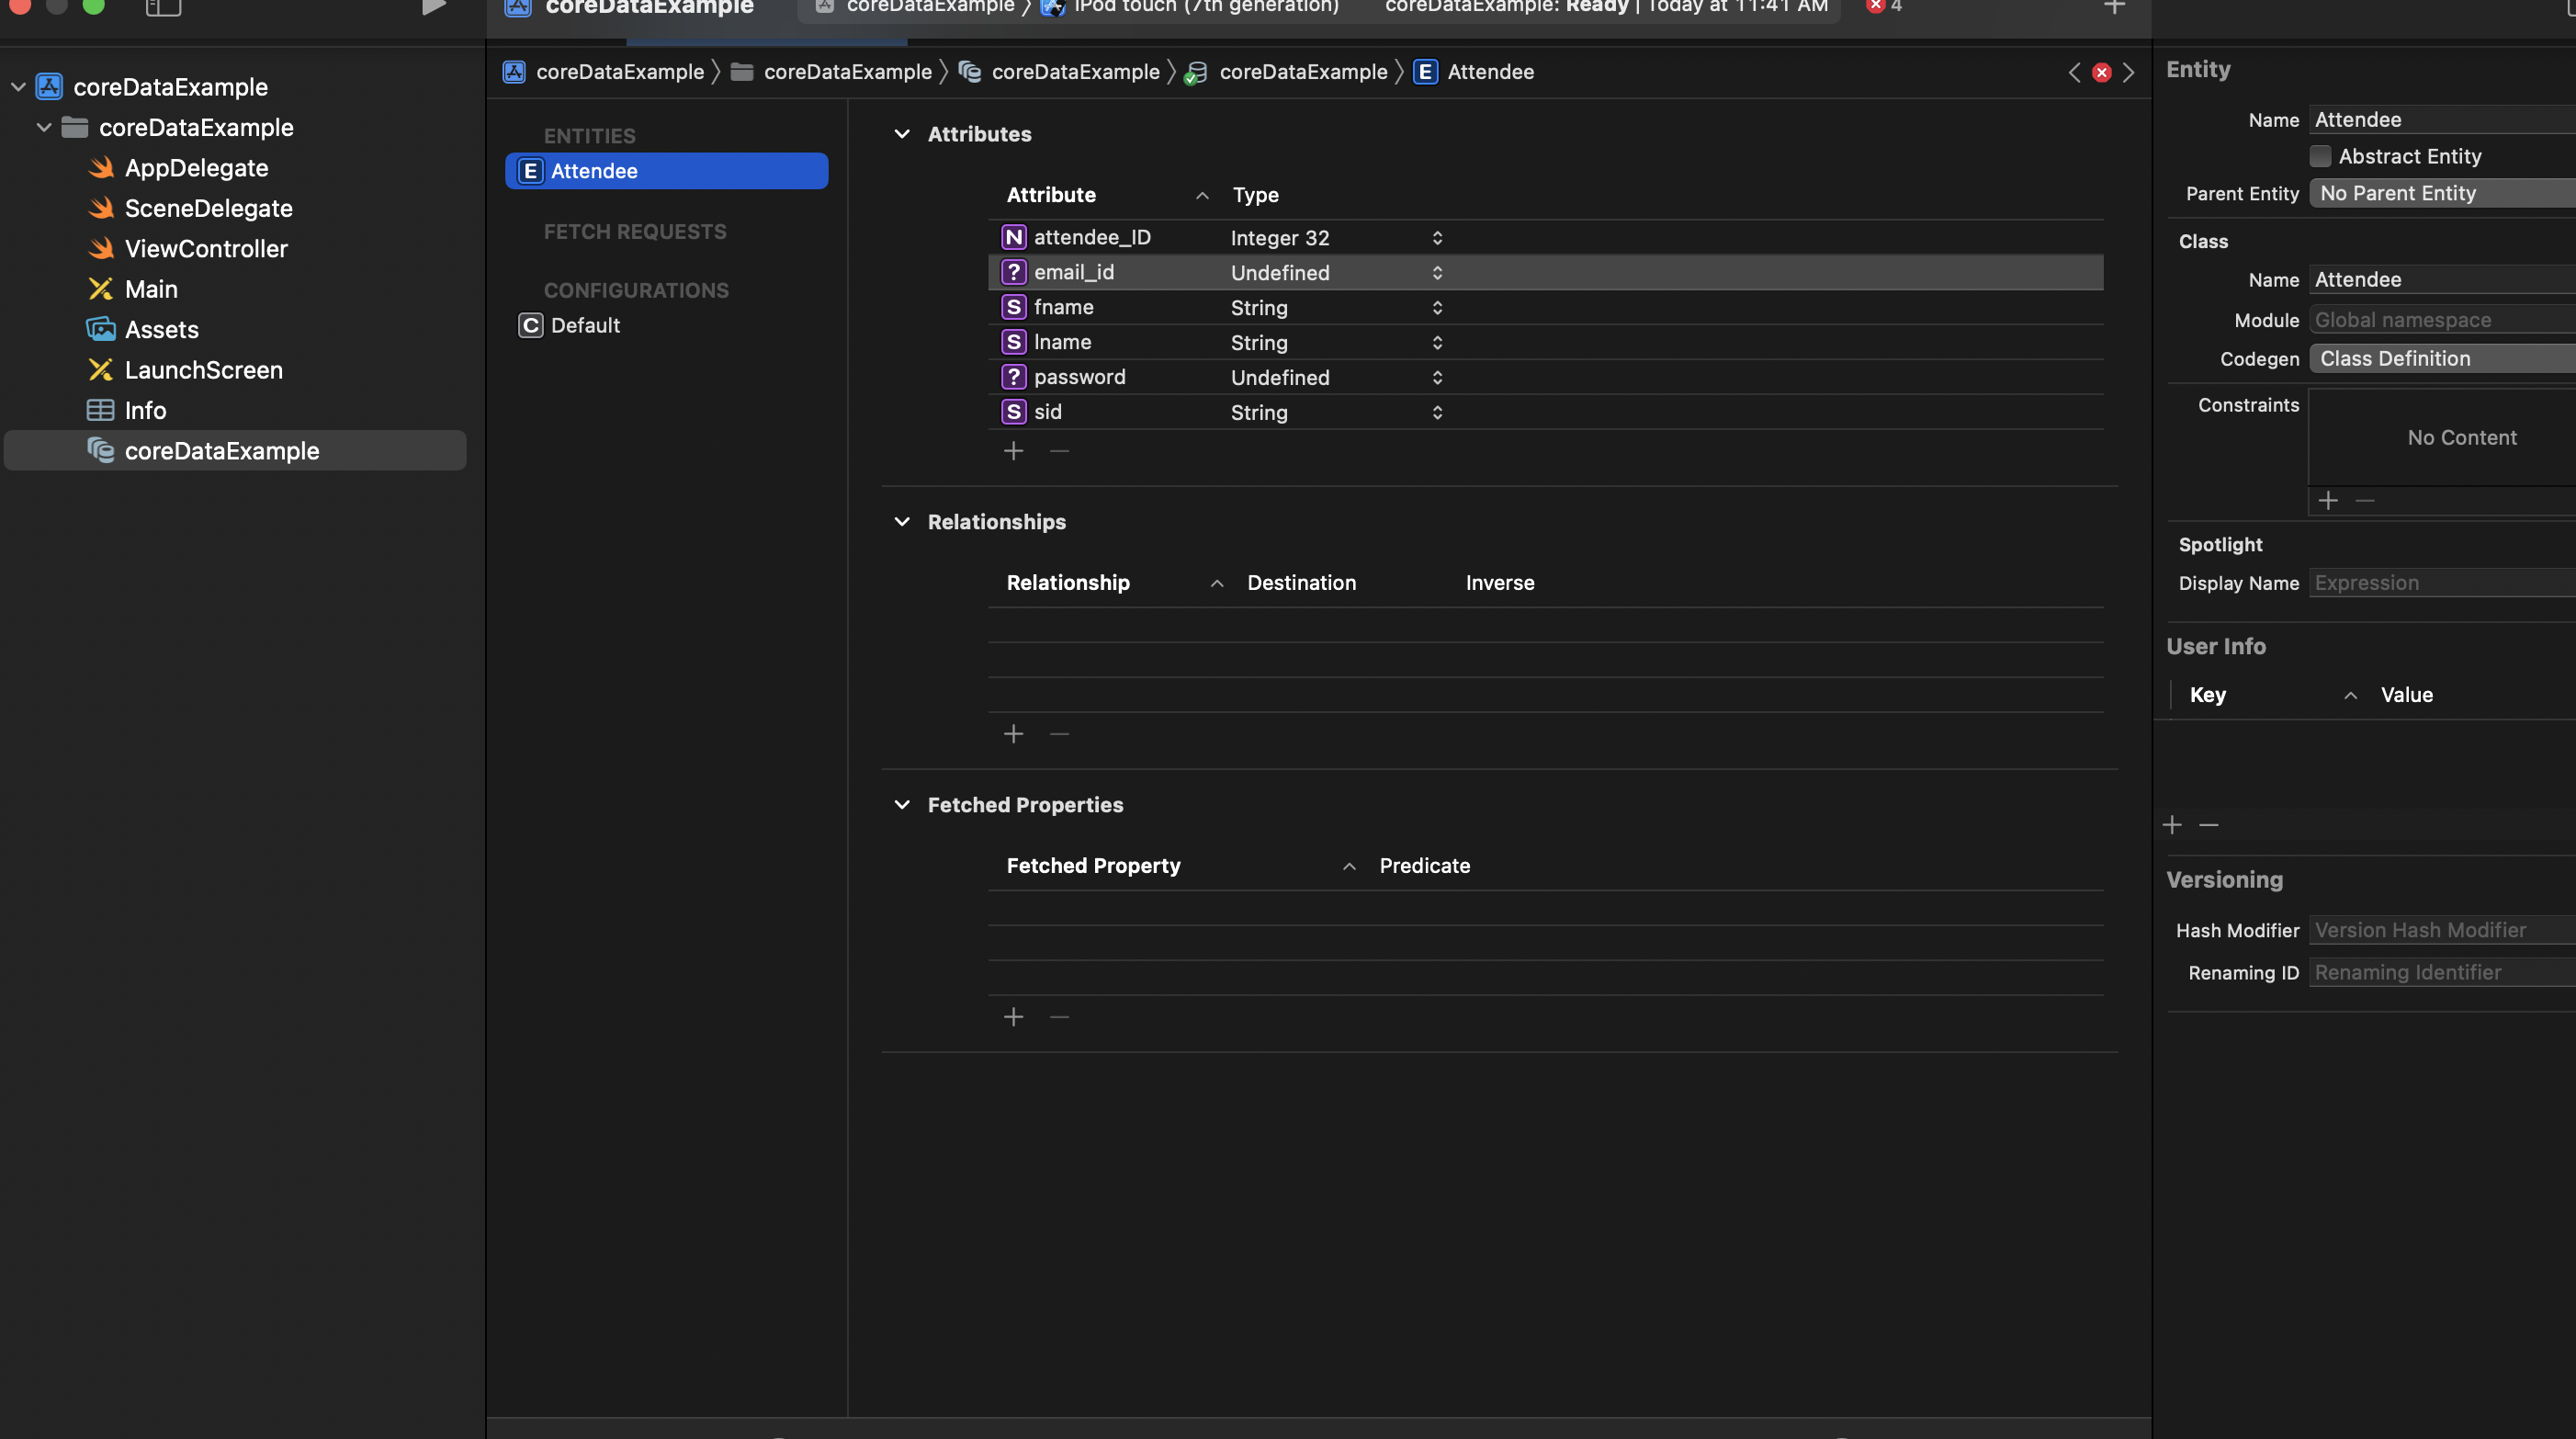 coreDataExample
coreDataExample
iPod touch (7th generation)
coreDataExample: Ready | Today at 11:41 AM
4
coreDataExample
coreDataExample
AppDelegate
SceneDelegate
ViewController
Main
Assets
LaunchScreen
Info
coreDataExample
coreDataExample
coreDataExample
coreDataExample
coreDataExample
E Attendee
ENTITIES
E Attendee
FETCH REQUESTS
CONFIGURATIONS
C Default
Attributes
Attribute Type
N attendee_ID Integer 32
? email_id Undefined
S fname String
S lname String
? password Undefined
S sid String
Relationships
Relationship Destination Inverse
Fetched Properties
Fetched Property Predicate
Entity
Name Attendee
Abstract Entity
Parent Entity No Parent Entity
Class
Name Attendee
Module Global namespace
Codegen Class Definition
Constraints
No Content
Spotlight
Display Name Expression
User Info
Key Value
Versioning
Hash Modifier Version Hash Modifier
Renaming ID Renaming Identifier